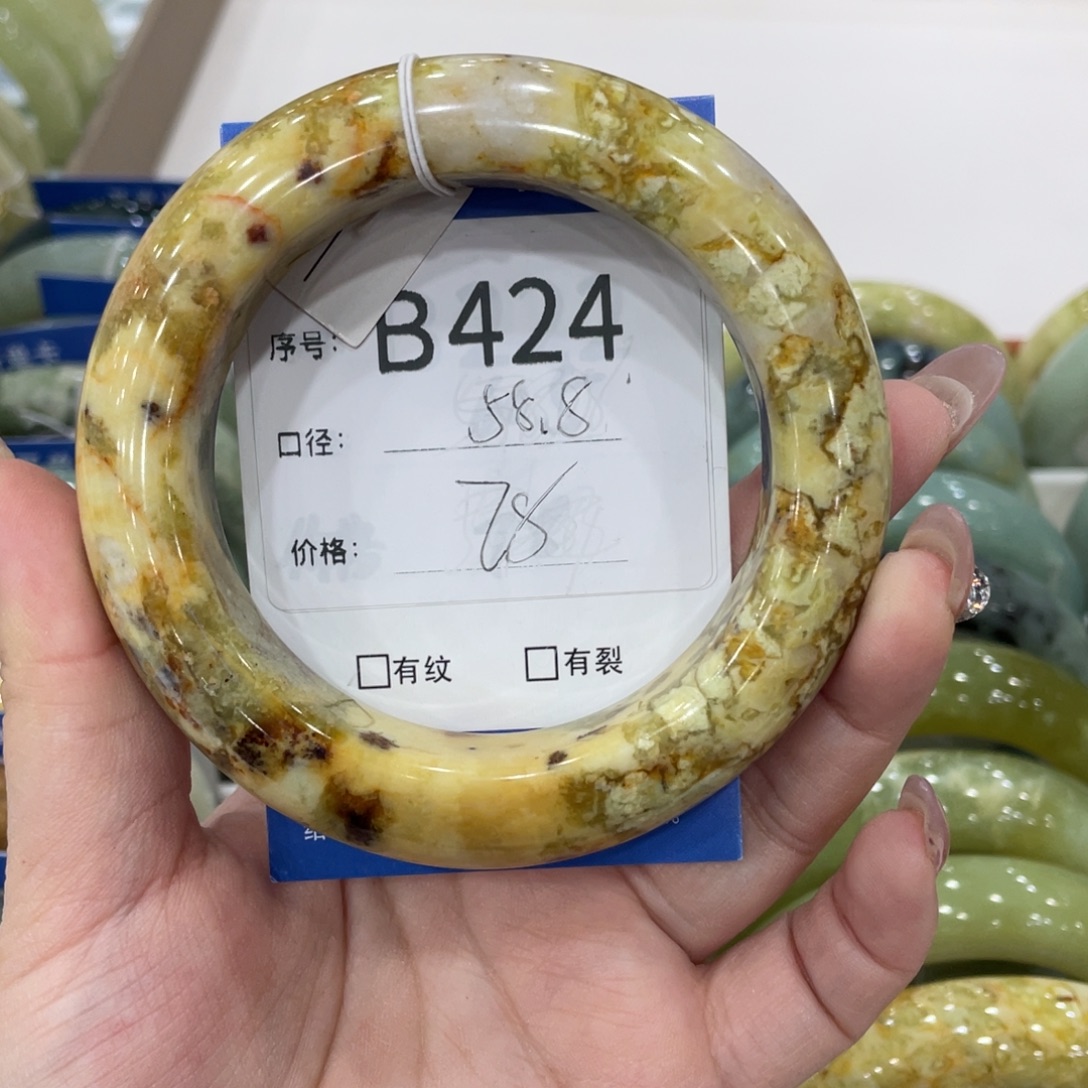 序号: B424
口径: 58.8
价格: 78
□有纹 □有裂